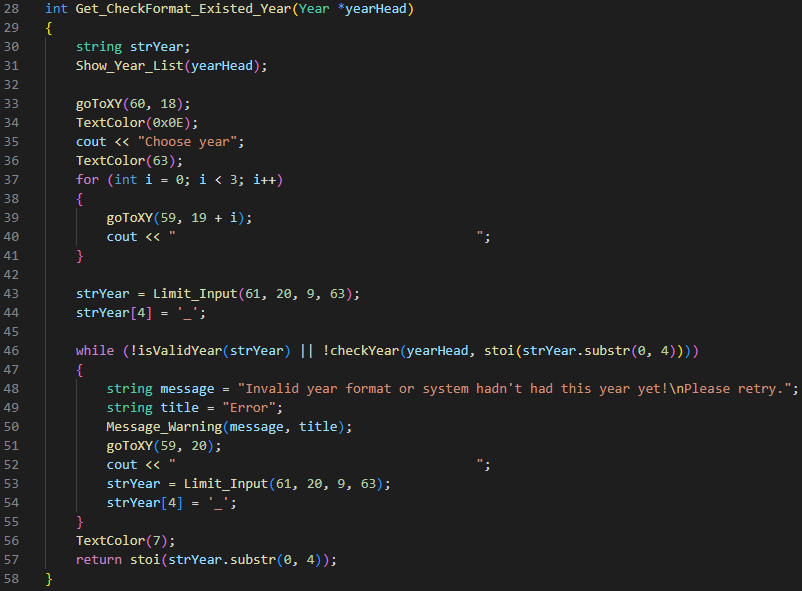 28 int Get_CheckFormat_Existed_Year(Year *yearHead)
29 {
30     string strYear;
31     Show_Year_List(yearHead);
32
33     goToXY(60, 18);
34     TextColor(0x0E);
35     cout << "Choose year";
36     TextColor(63);
37     for (int i = 0; i < 3; i++)
38     {
39         goToXY(59, 19 + i);
40         cout << "                                       ";
41     }
42
43     strYear = Limit_Input(61, 20, 9, 63);
44     strYear[4] = '_';
45
46     while (!isValidYear(strYear) || !checkYear(yearHead, stoi(strYear.substr(0, 4))))
47     {
48         string message = "Invalid year format or system hadn't had this year yet!\nPlease retry.";
49         string title = "Error";
50         Message_Warning(message, title);
51         goToXY(59, 20);
52         cout << "                                       ";
53         strYear = Limit_Input(61, 20, 9, 63);
54         strYear[4] = '_';
55     }
56     TextColor(7);
57     return stoi(strYear.substr(0, 4));
58 }